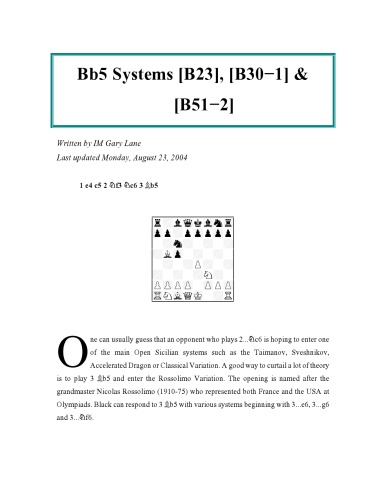 Bb5 Systems [B23], [B30−1] &
[B51−2]
Written by IM Gary Lane
Last updated Monday, August 23, 2004
1 e4 c5 2 ♘f3 ♘c6 3 ♗b5
One can usually guess that an opponent who plays 2...♘c6 is hoping to enter one
of the main Open Sicilian systems such as the Taimanov, Sveshnikov,
Accelerated Dragon or Classical Variation. A good way to curtail a lot of theory
is to play 3 ♗b5 and enter the Rossolimo Variation. The opening is named after the
grandmaster Nicolas Rossolimo (1910-75) who represented both France and the USA at
Olympiads. Black can respond to 3 ♗b5 with various systems beginning with 3...e6, 3...g6
and 3...♘f6.